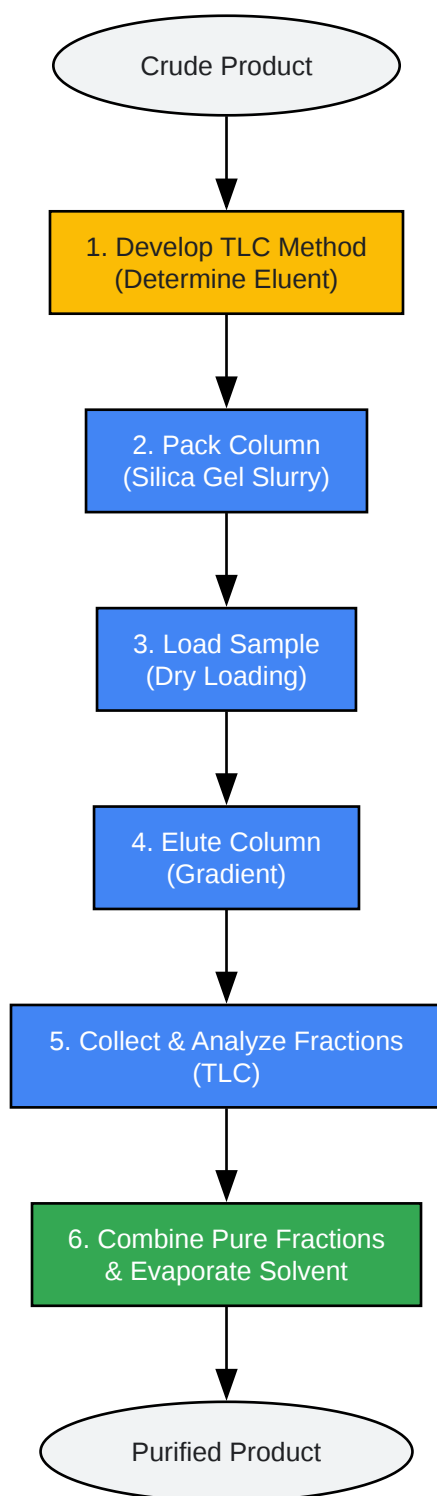 Crude Product
1. Develop TLC Method
(Determine Eluent)
2. Pack Column
(Silica Gel Slurry)
3. Load Sample
(Dry Loading)
4. Elute Column
(Gradient)
5. Collect & Analyze Fractions
(TLC)
6. Combine Pure Fractions
& Evaporate Solvent
Purified Product